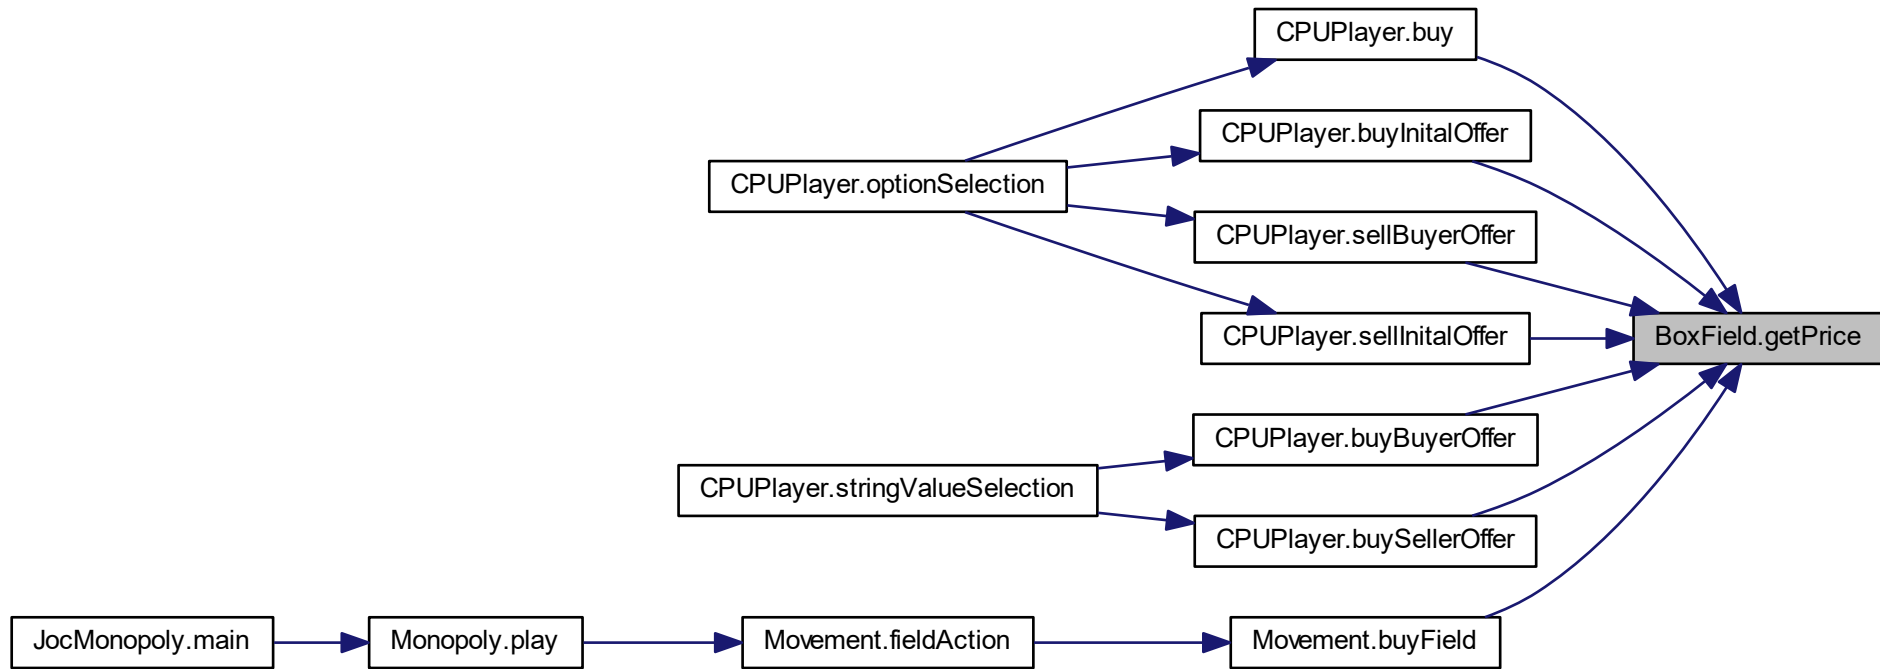 CPUPlayer.buy
CPUPlayer.buyInitalOffer
CPUPlayer.optionSelection
CPUPlayer.sellBuyerOffer
CPUPlayer.sellInitalOffer
BoxField.getPrice
CPUPlayer.buyBuyerOffer
CPUPlayer.stringValueSelection
CPUPlayer.buySellerOffer
JocMonopoly.main
Monopoly.play
Movement.fieldAction
Movement.buyField